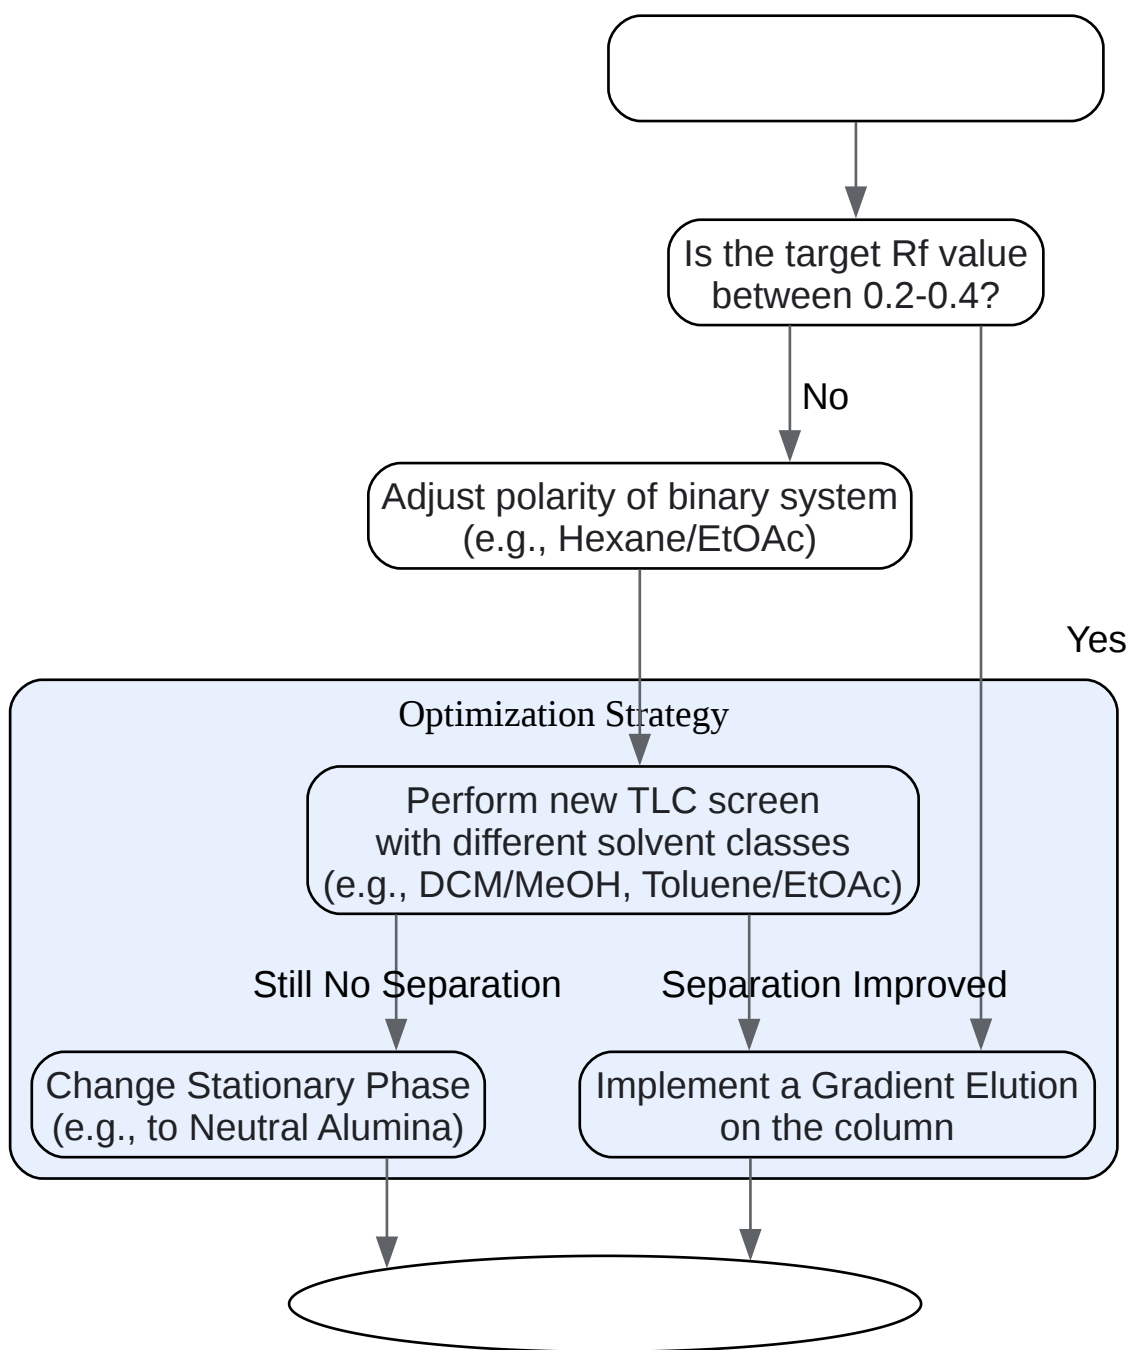 Is the target Rf value
between 0.2-0.4?
No
Adjust polarity of binary system
(e.g., Hexane/EtOAc)
Yes
Optimization Strategy
Perform new TLC screen
with different solvent classes
(e.g., DCM/MeOH, Toluene/EtOAc)
Still No Separation
Separation Improved
Change Stationary Phase
(e.g., to Neutral Alumina)
Implement a Gradient Elution
on the column